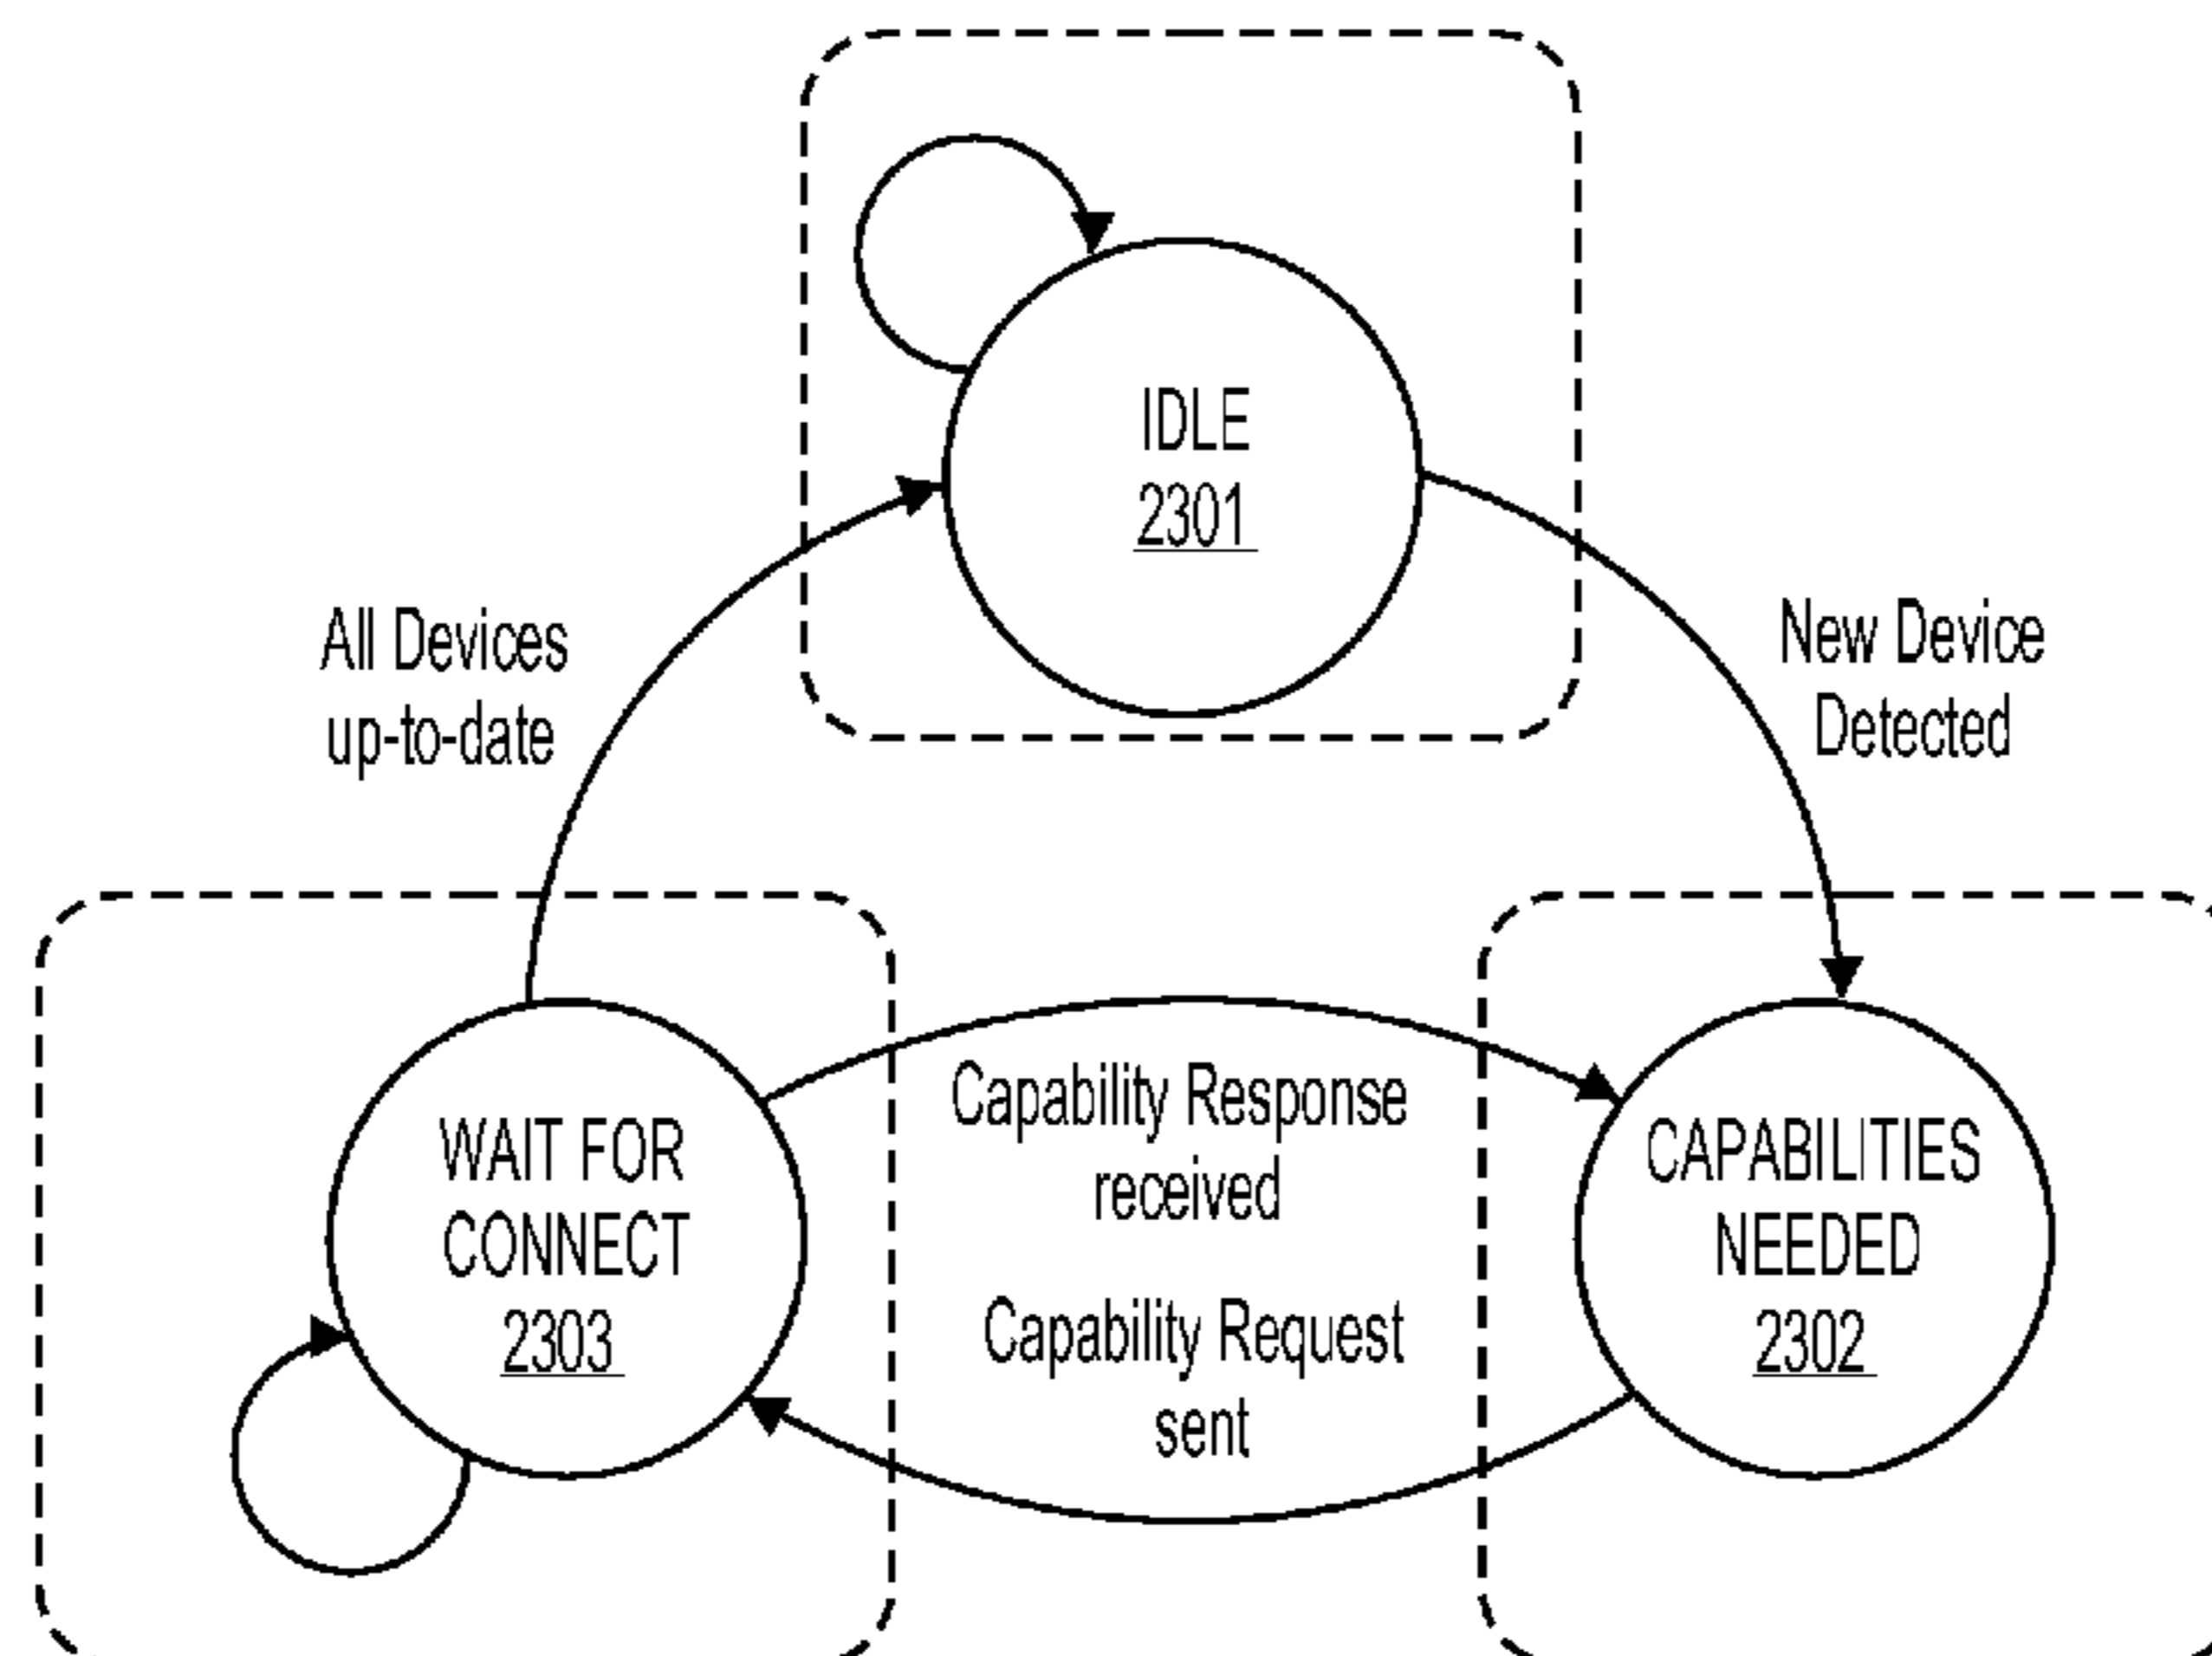 IDLE
2301
All Devices
up-to-date
New Device
Detected
WAIT FOR
CONNECT
2303
Capability Response
received
Capability Request
sent
CAPABILITIES
NEEDED
2302